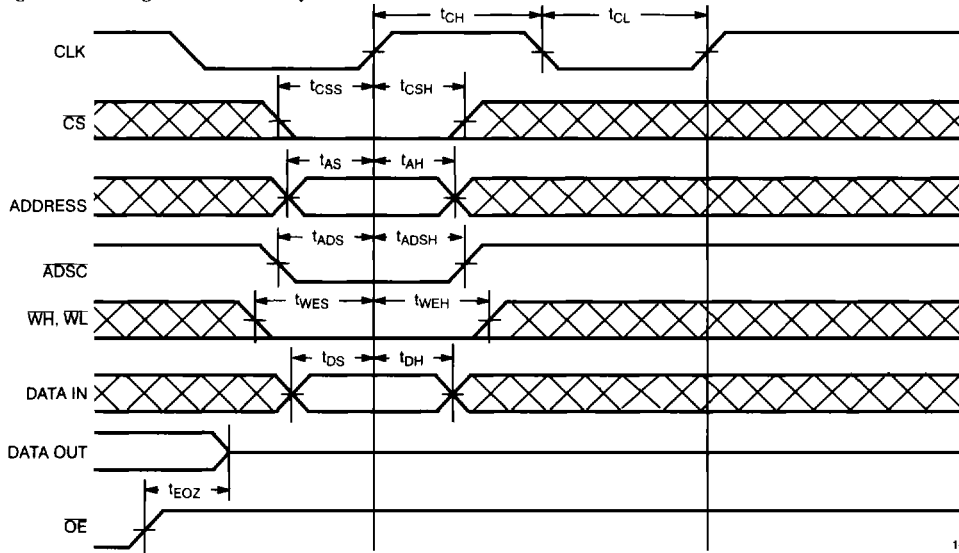 tCH tCL
CLK
tCSS tCSH
CS
tAS tAH
ADDRESS
tADS tADSH
ADSC
tWES tWEH
WH, WL
tDS tDH
DATA IN
DATA OUT
tEOZ
OE
1